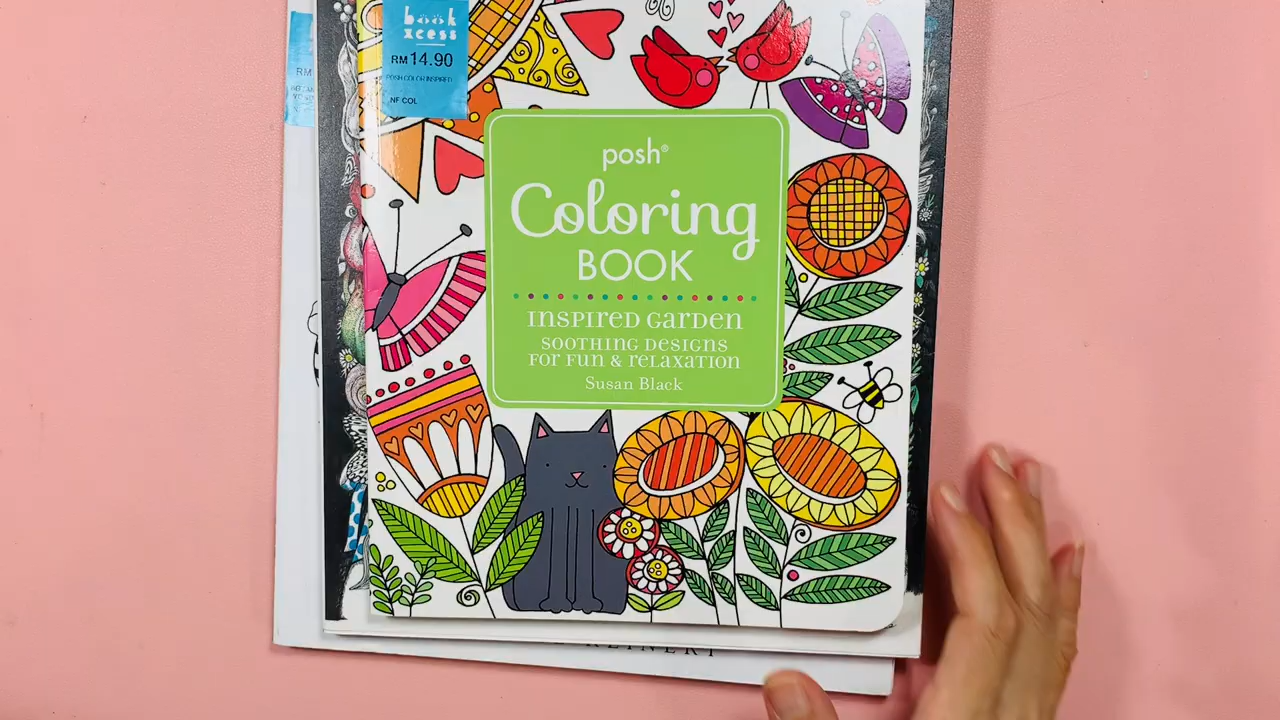 book
xcess
RM14.90
POSH COLOR INSPIRED
NF COL
RM
posh®
Coloring
BOOK
INSPIRED GARDEN
SOOTHING DESIGNS
FOR FUN & RELAXATION
Susan Black